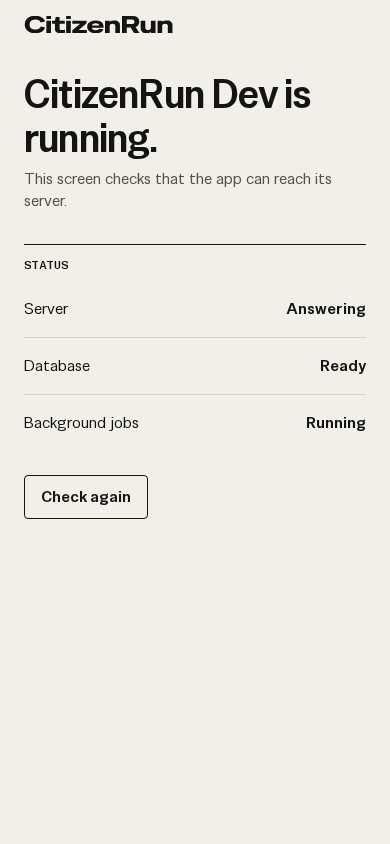 CitizenRun
CitizenRun Dev is
running.
This screen checks that the app can reach its
server.
STATUS
Server Answering
Database Ready
Background jobs Running
Check again